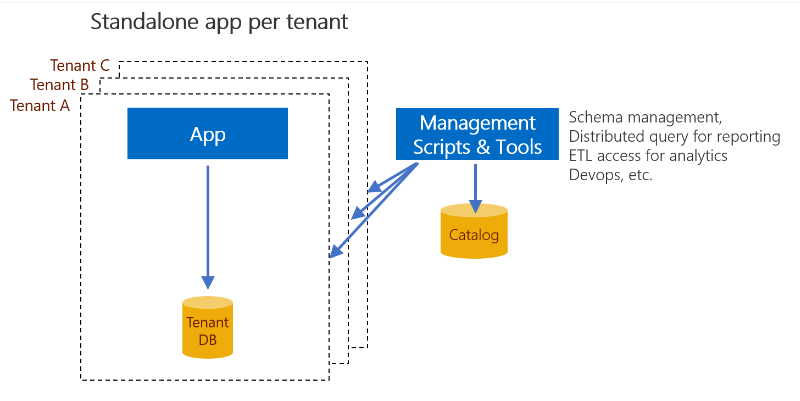 Standalone app per tenant
Tenant C
Tenant B
Tenant A
App
Tenant
DB
Management
Scripts & Tools
Catalog
Schema management,
Distributed query for reporting
ETL access for analytics
Devops, etc.